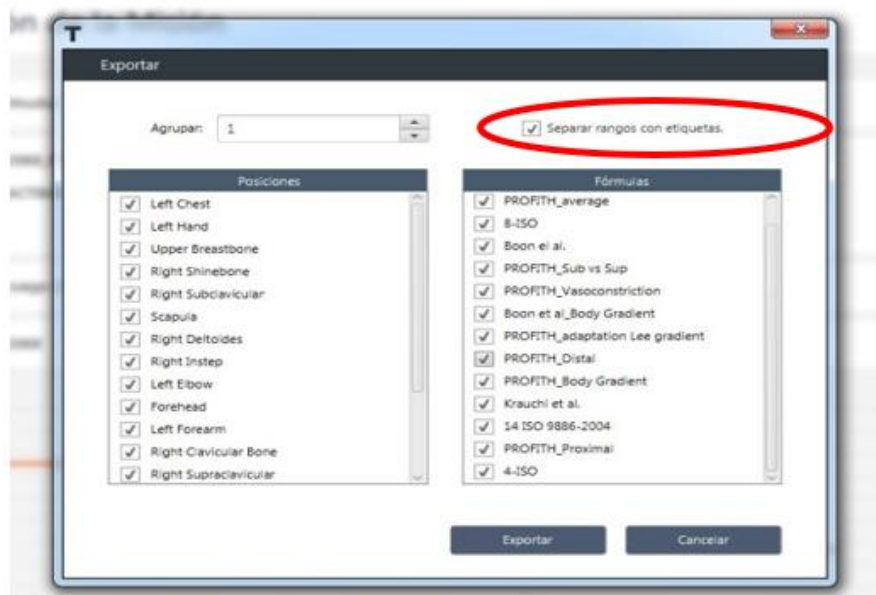 T
Exportar
Agrupar: 1
Separar rangos con etiquetas.
Posiciones
Left Chest
Left Hand
Upper Breastbone
Right Shinebone
Right Subclavicular
Scapula
Right Deltoides
Right Instep
Left Elbow
Forehead
Left Forearm
Right Clavicular Bone
Right Supraclavicular
Fórmulas
PROFITH_average
8-ISO
Boon el al.
PROFITH_Sub vs Sup
PROFITH_Vasoconstriction
Boon et al_Body Gradient
PROFITH_adaptation Lee gradient
PROFITH_Distal
PROFITH_Body Gradient
Krauchi et al.
14 ISO 9886-2004
PROFITH_Proximal
4-ISO
Exportar
Cancelar